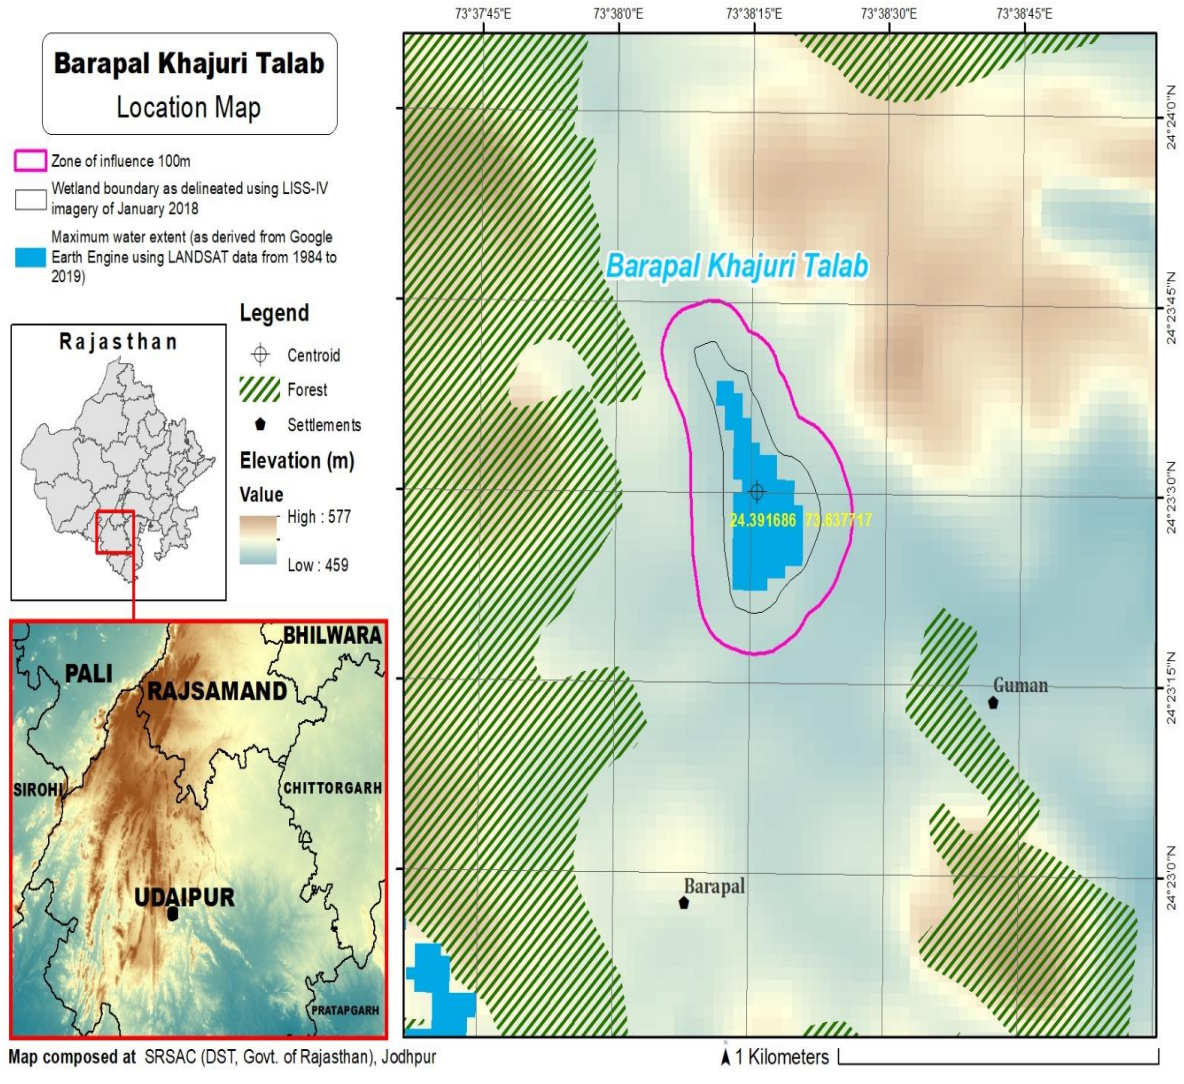 Barapal Khajuri Talab
Location Map
Zone of influence 100m
Wetland boundary as delineated using LISS-IV
imagery of January 2018
Maximum water extent (as derived from Google
Earth Engine using LANDSAT data from 1984 to
2019)
Legend
Centroid
Forest
Settlements
Elevation (m)
Value
High : 577
Low : 459
Rajasthan
BHILWARA
PALI
RAJSAMAND
SIROHI
CHITTORGARH
UDAIPUR
PRATAPGARH
Map composed at SRSAC (DST, Govt. of Rajasthan), Jodhpur
73°37'45"E 73°38'0"E 73°38'15"E 73°38'30"E 73°38'45"E
24°24'0"N
Barapal Khajuri Talab
24°23'45"N
24°23'30"N
24.391686 73.637717
24°23'15"N
Guman
24°23'0"N
Barapal
N
1 Kilometers